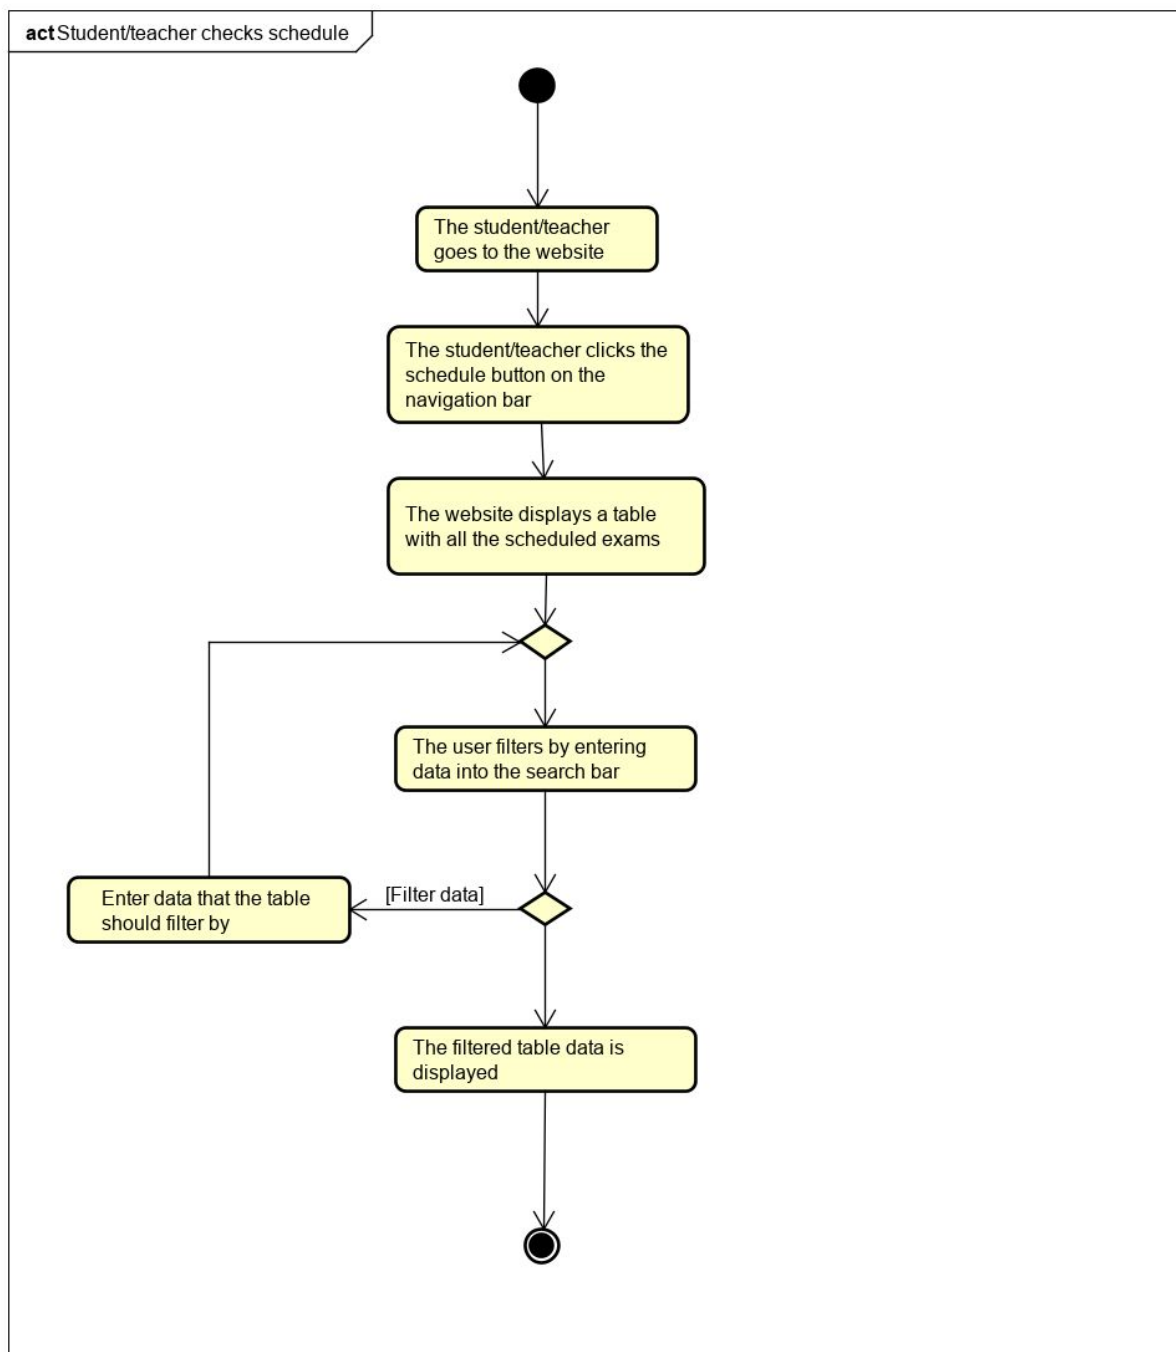 act Student/teacher checks schedule
The student/teacher
goes to the website
The student/teacher clicks the
schedule button on the
navigation bar
The website displays a table
with all the scheduled exams
The user filters by entering
data into the search bar
[Filter data]
Enter data that the table
should filter by
The filtered table data is
displayed